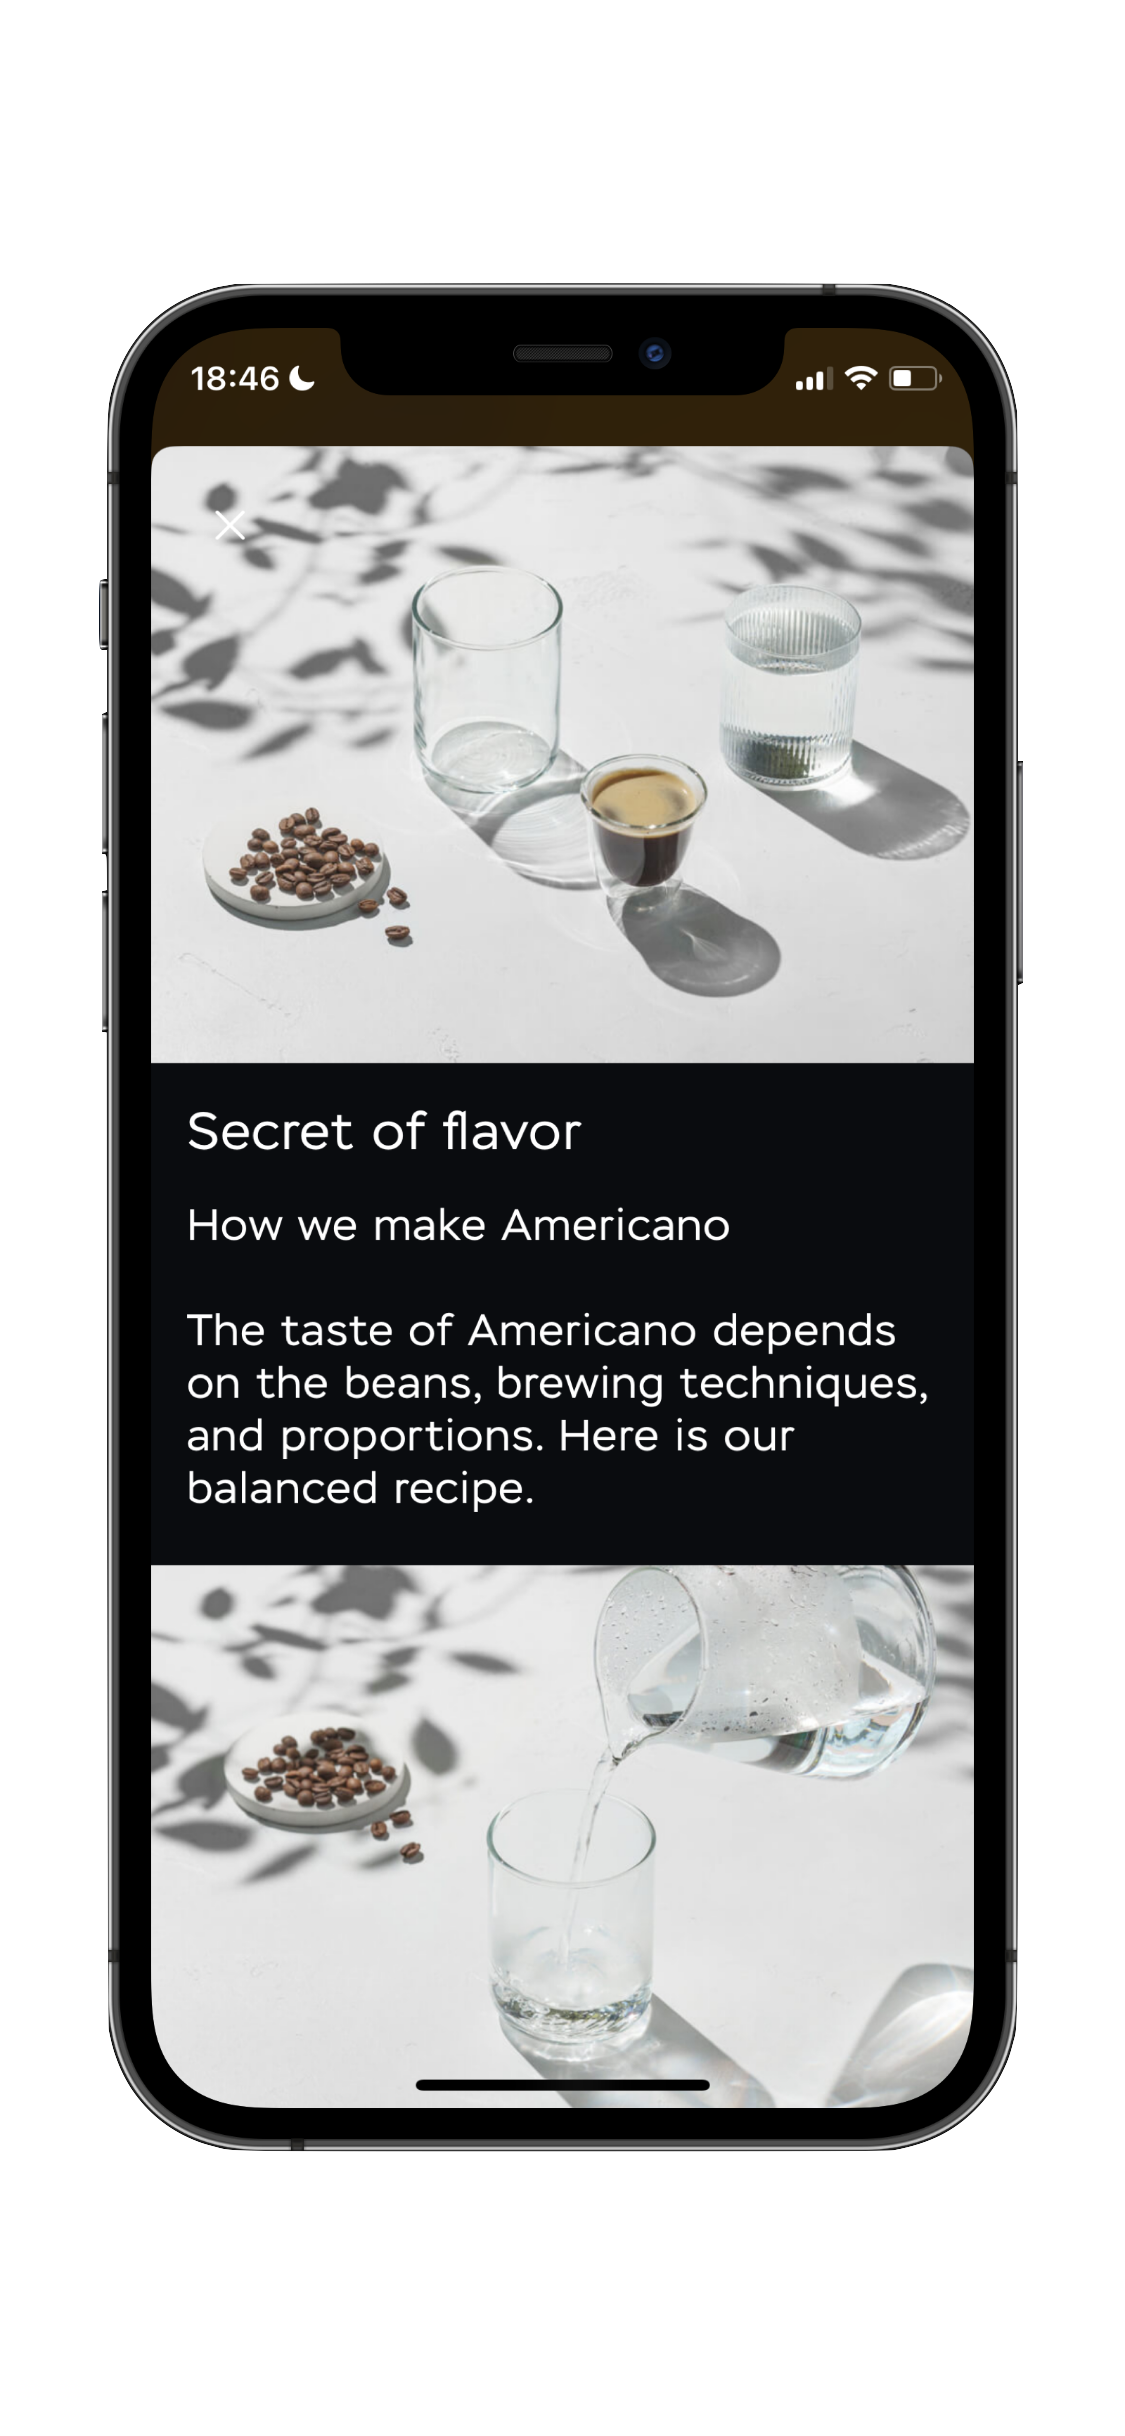 18:46
Secret of flavor
How we make Americano
The taste of Americano depends
on the beans, brewing techniques,
and proportions. Here is our
balanced recipe.